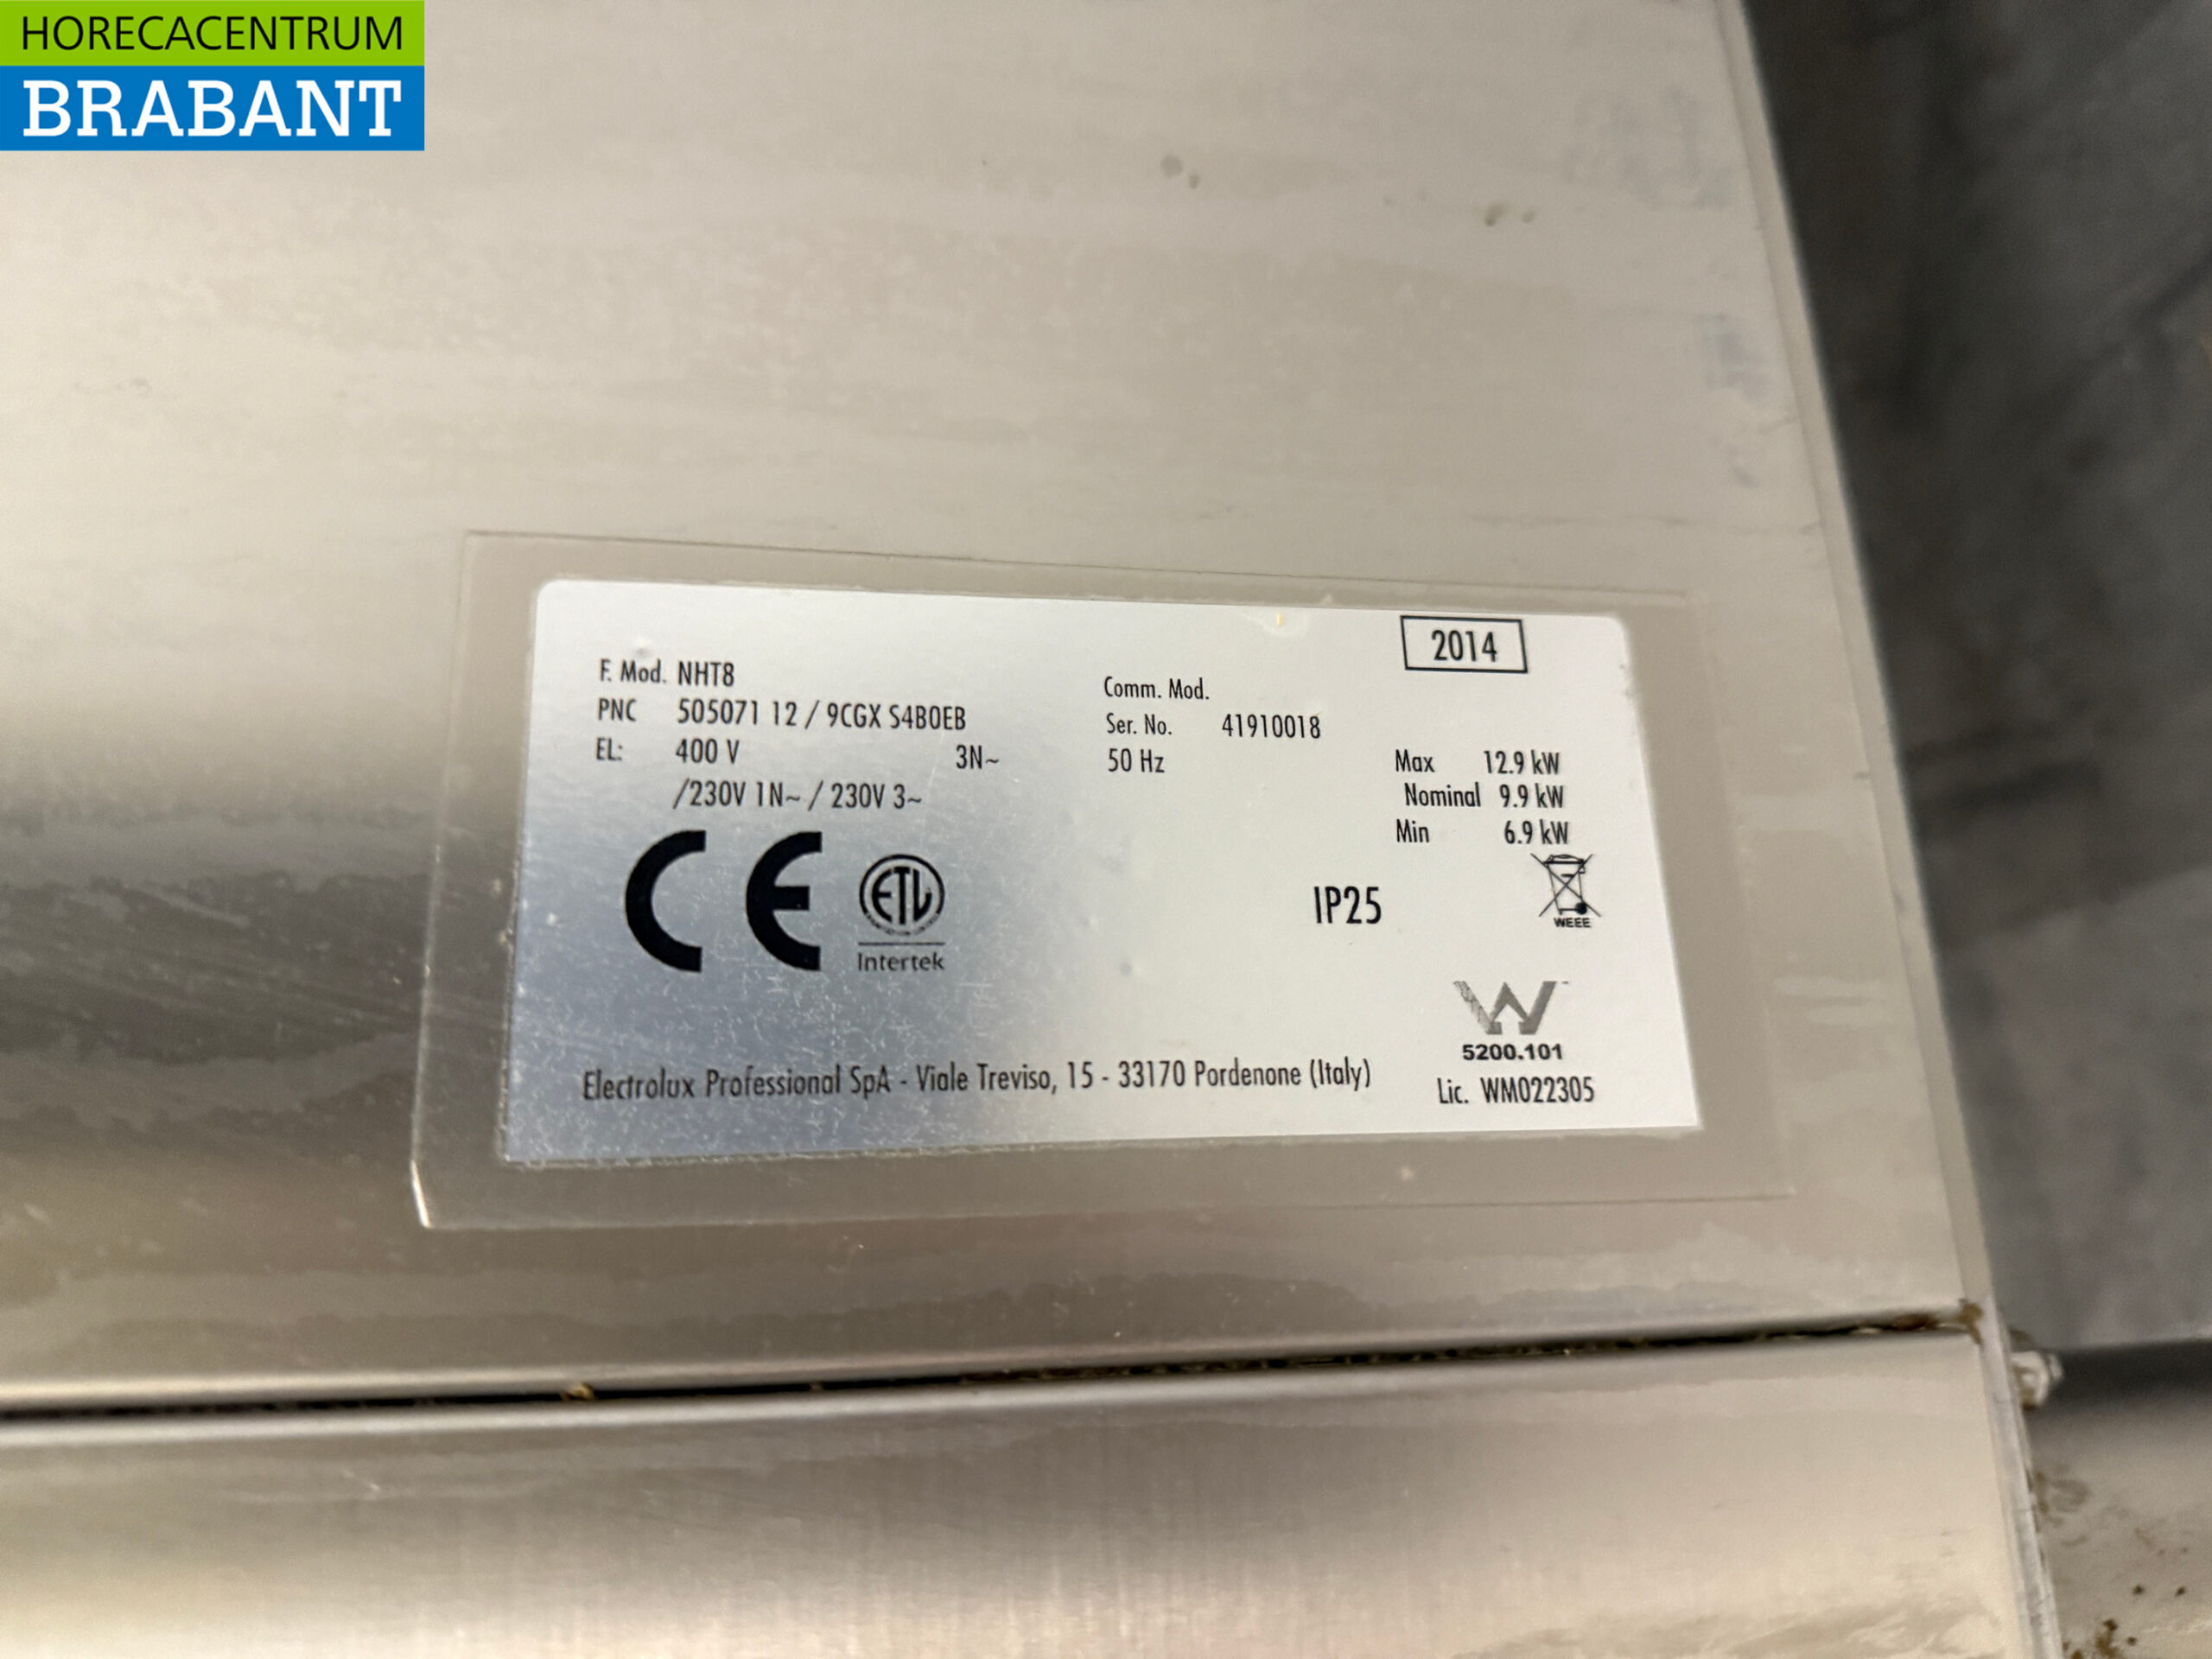 HORECACENTRUM
BRABANT
2014
F. Mod. NHT8
Comm. Mod.
PNC 505071 12 / 9CGX S4B0EB
Ser. No. 41910018
EL: 400 V 3N~ 50 Hz Max 12.9 kW
/230V 1N~ / 230V 3~ Nominal 9.9 kW
Min 6.9 kW
CE
ETL
Intertek
IP25
WEEE
W
5200.101
Electrolux Professional SpA - Viale Treviso, 15 - 33170 Pordenone (Italy)
Lic. WM022305